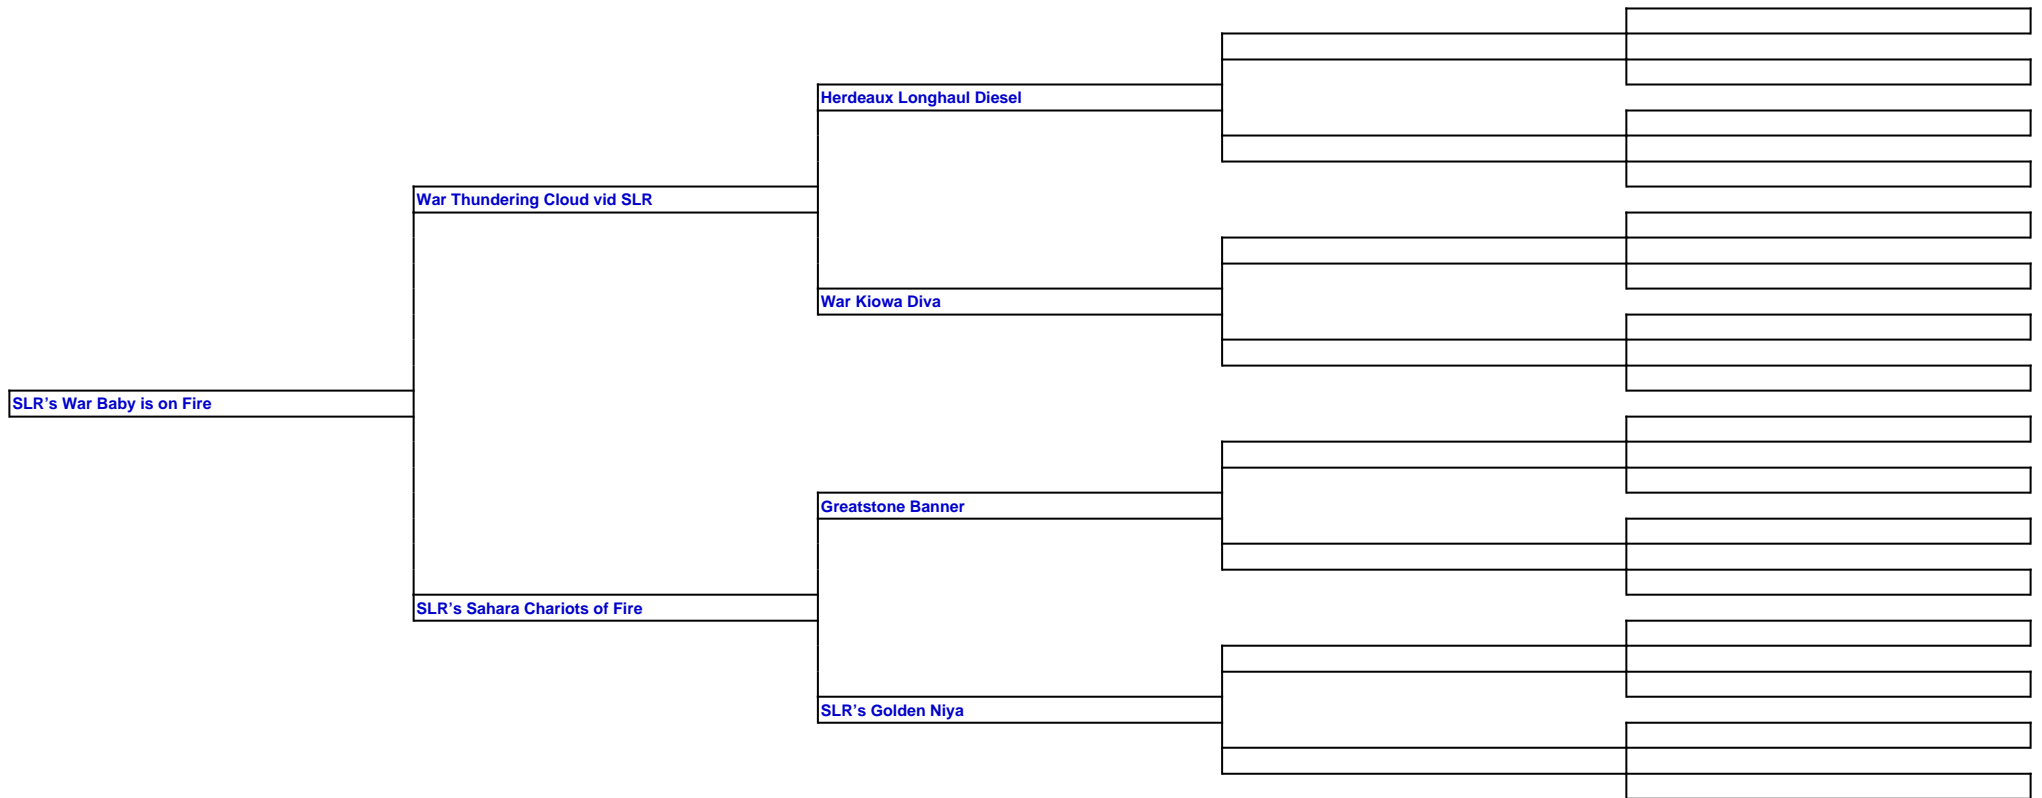 Herdeaux Longhaul Diesel
War Thundering Cloud vid SLR
War Kiowa Diva
SLR’s War Baby is on Fire
Greatstone Banner
SLR’s Sahara Chariots of Fire
SLR’s Golden Niya